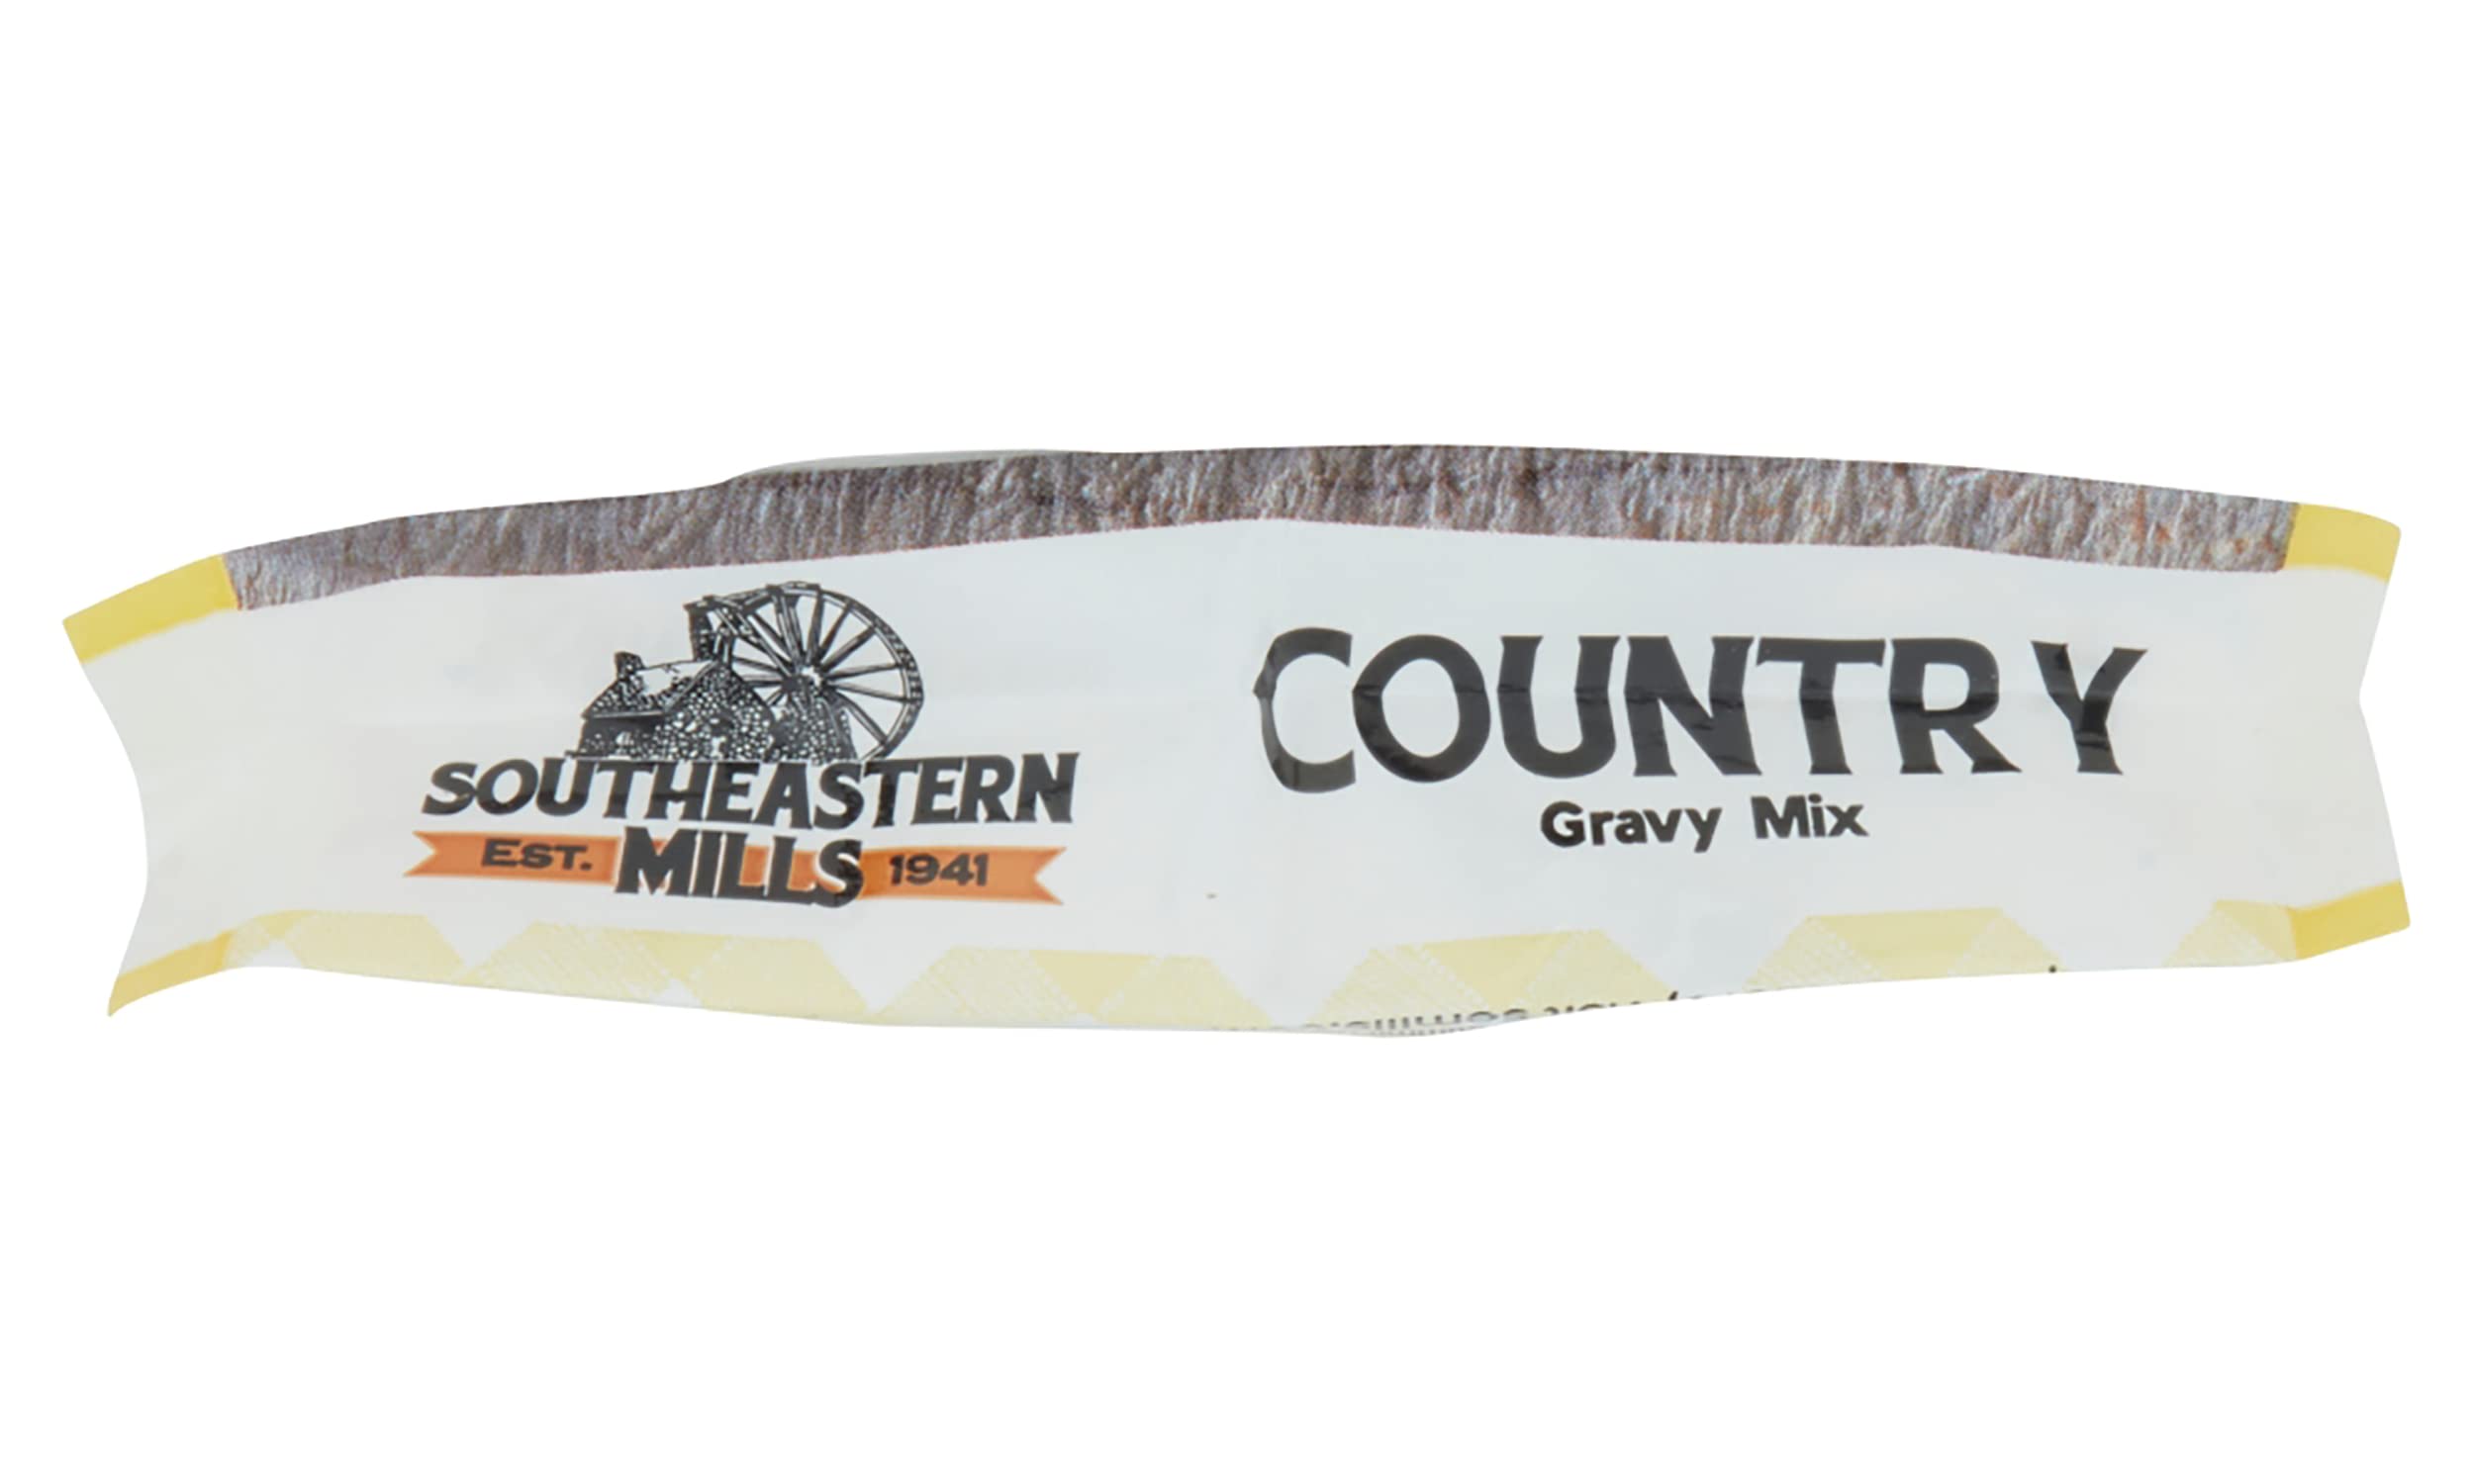 SOUTHEASTERN
EST. MILLS 1941
COUNTRY
Gravy Mix